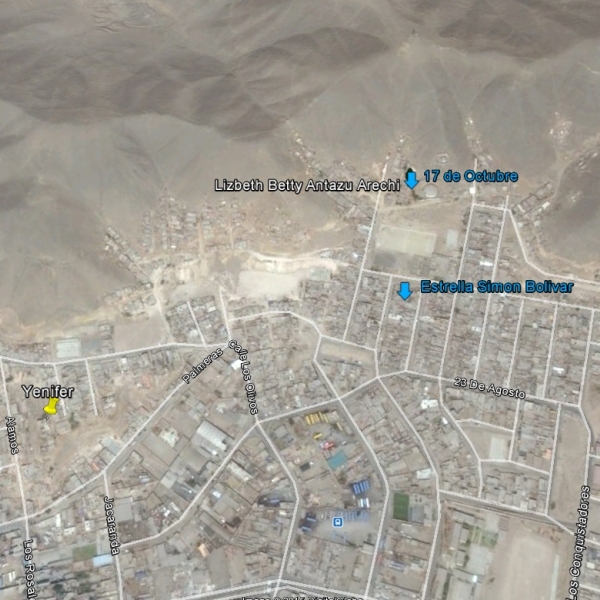 17 de Octubre
Lizbeth Betty Antazu Arechi
Estrella Simon Bolivar
Palmeras
Calle Los Olivos
23 De Agosto
Yenifer
Alamos
Jacaranda
Los Conquistadores
Los Rosal